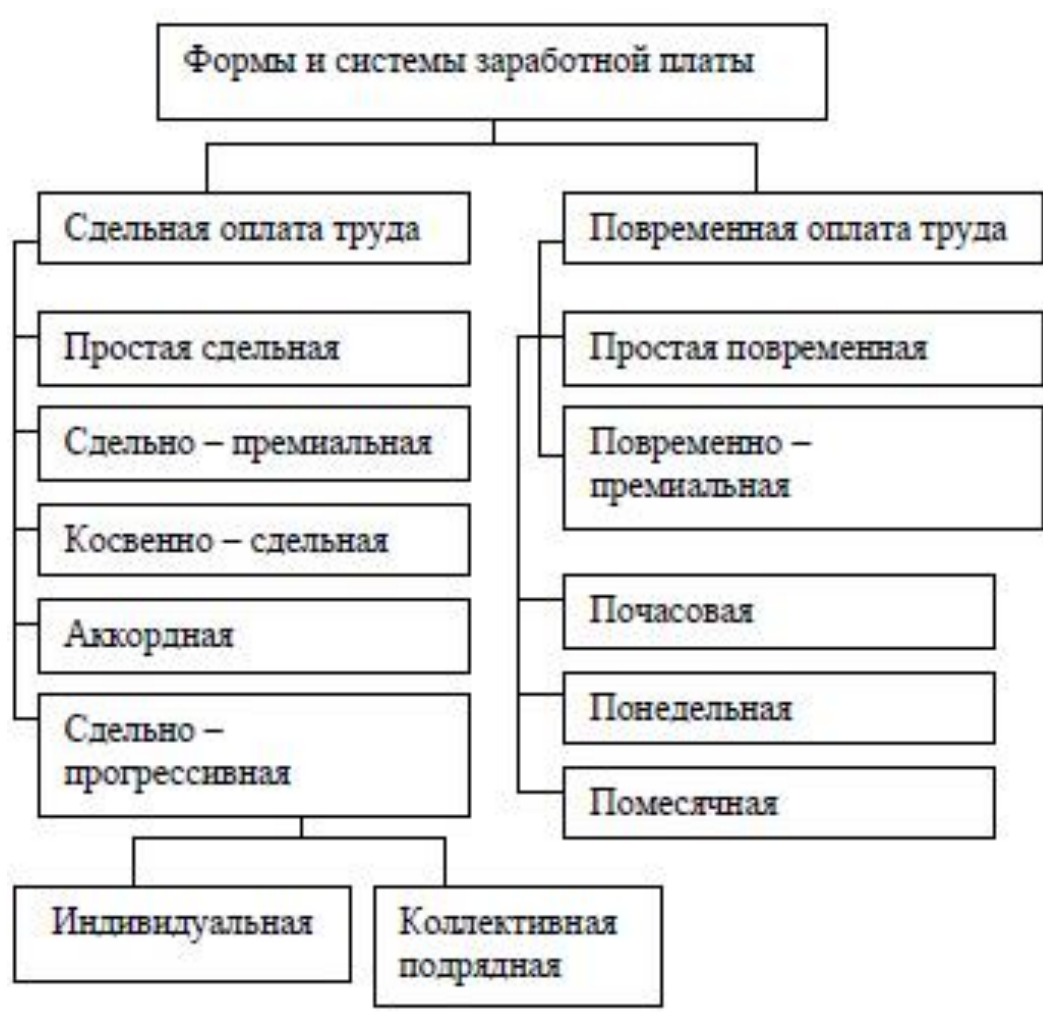 Формы и системы заработной платы
Сдельная оплата труда
Простая сдельная
Сдельно – премиальная
Косвенно – сдельная
Аккордная
Сдельно –
прогрессивная
Индивидуальная
Коллективная
подрядная
Повременная оплата труда
Простая повременная
Повременно –
премиальная
Почасовая
Понедельная
Помесячная